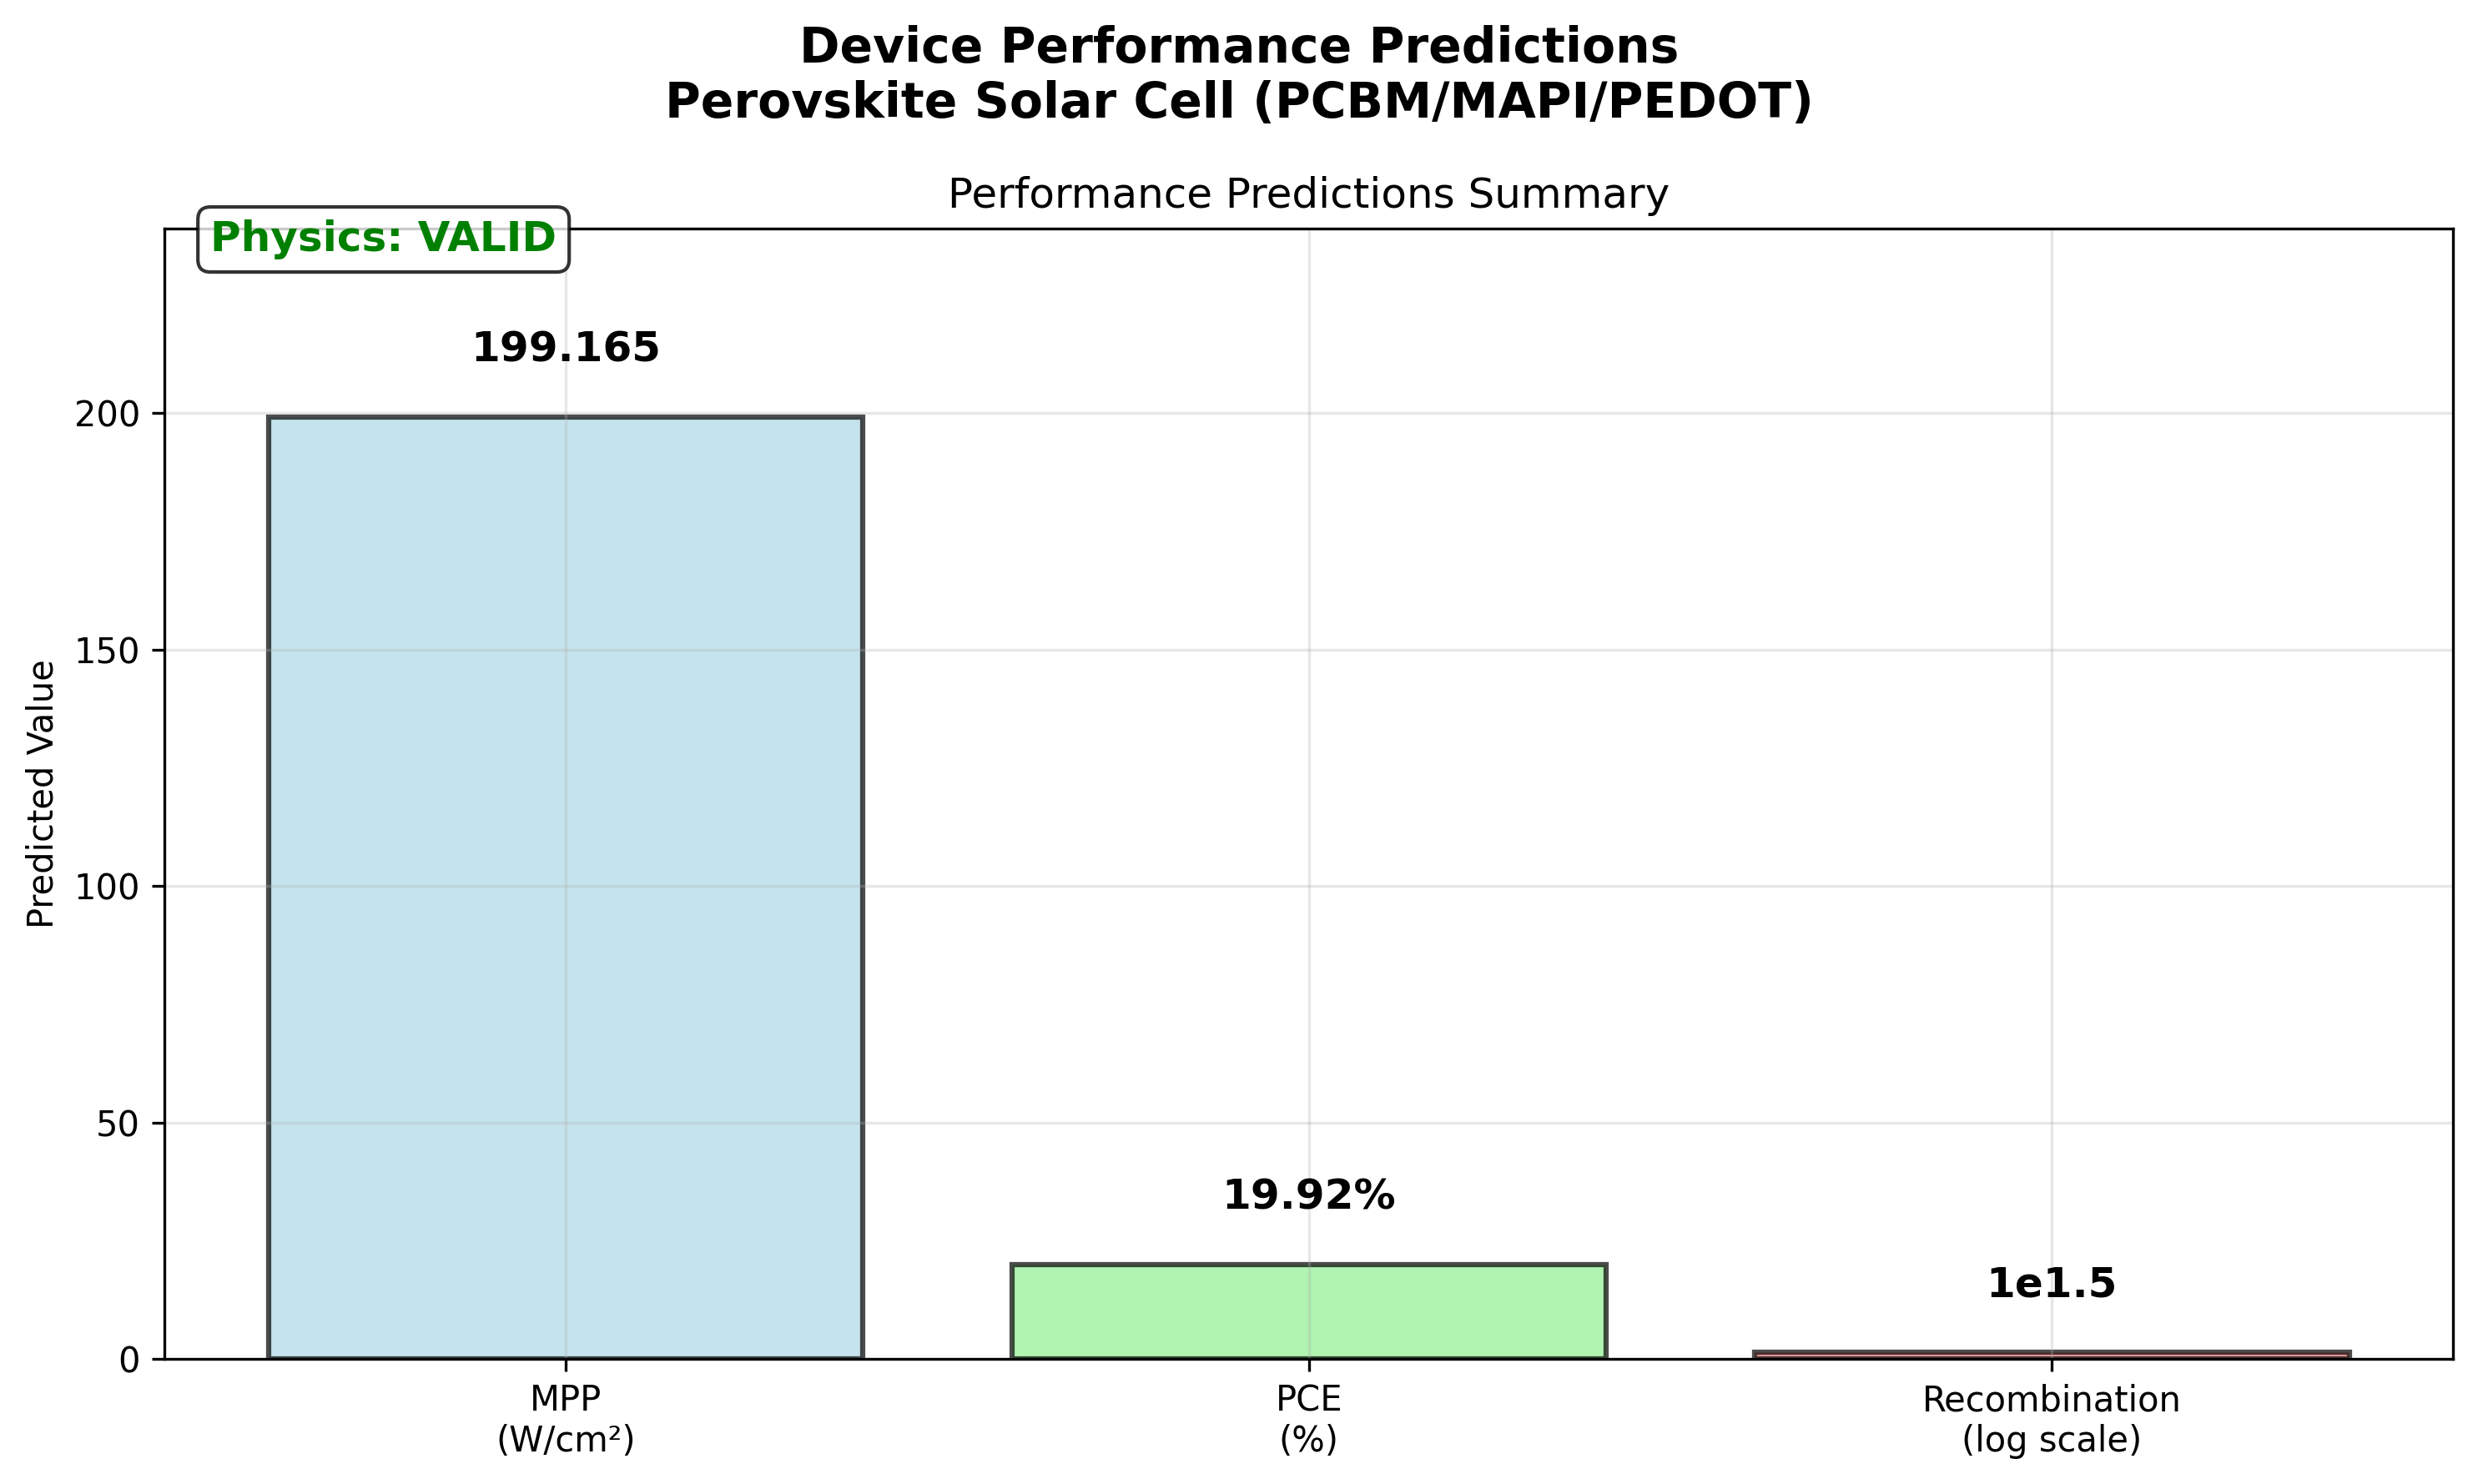 Device Performance Predictions
Perovskite Solar Cell (PCBM/MAPI/PEDOT)
Performance Predictions Summary
Physics: VALID
Predicted Value
200
150
100
50
0
199.165
19.92%
1e1.5
MPP
(W/cm²)
PCE
(%)
Recombination
(log scale)